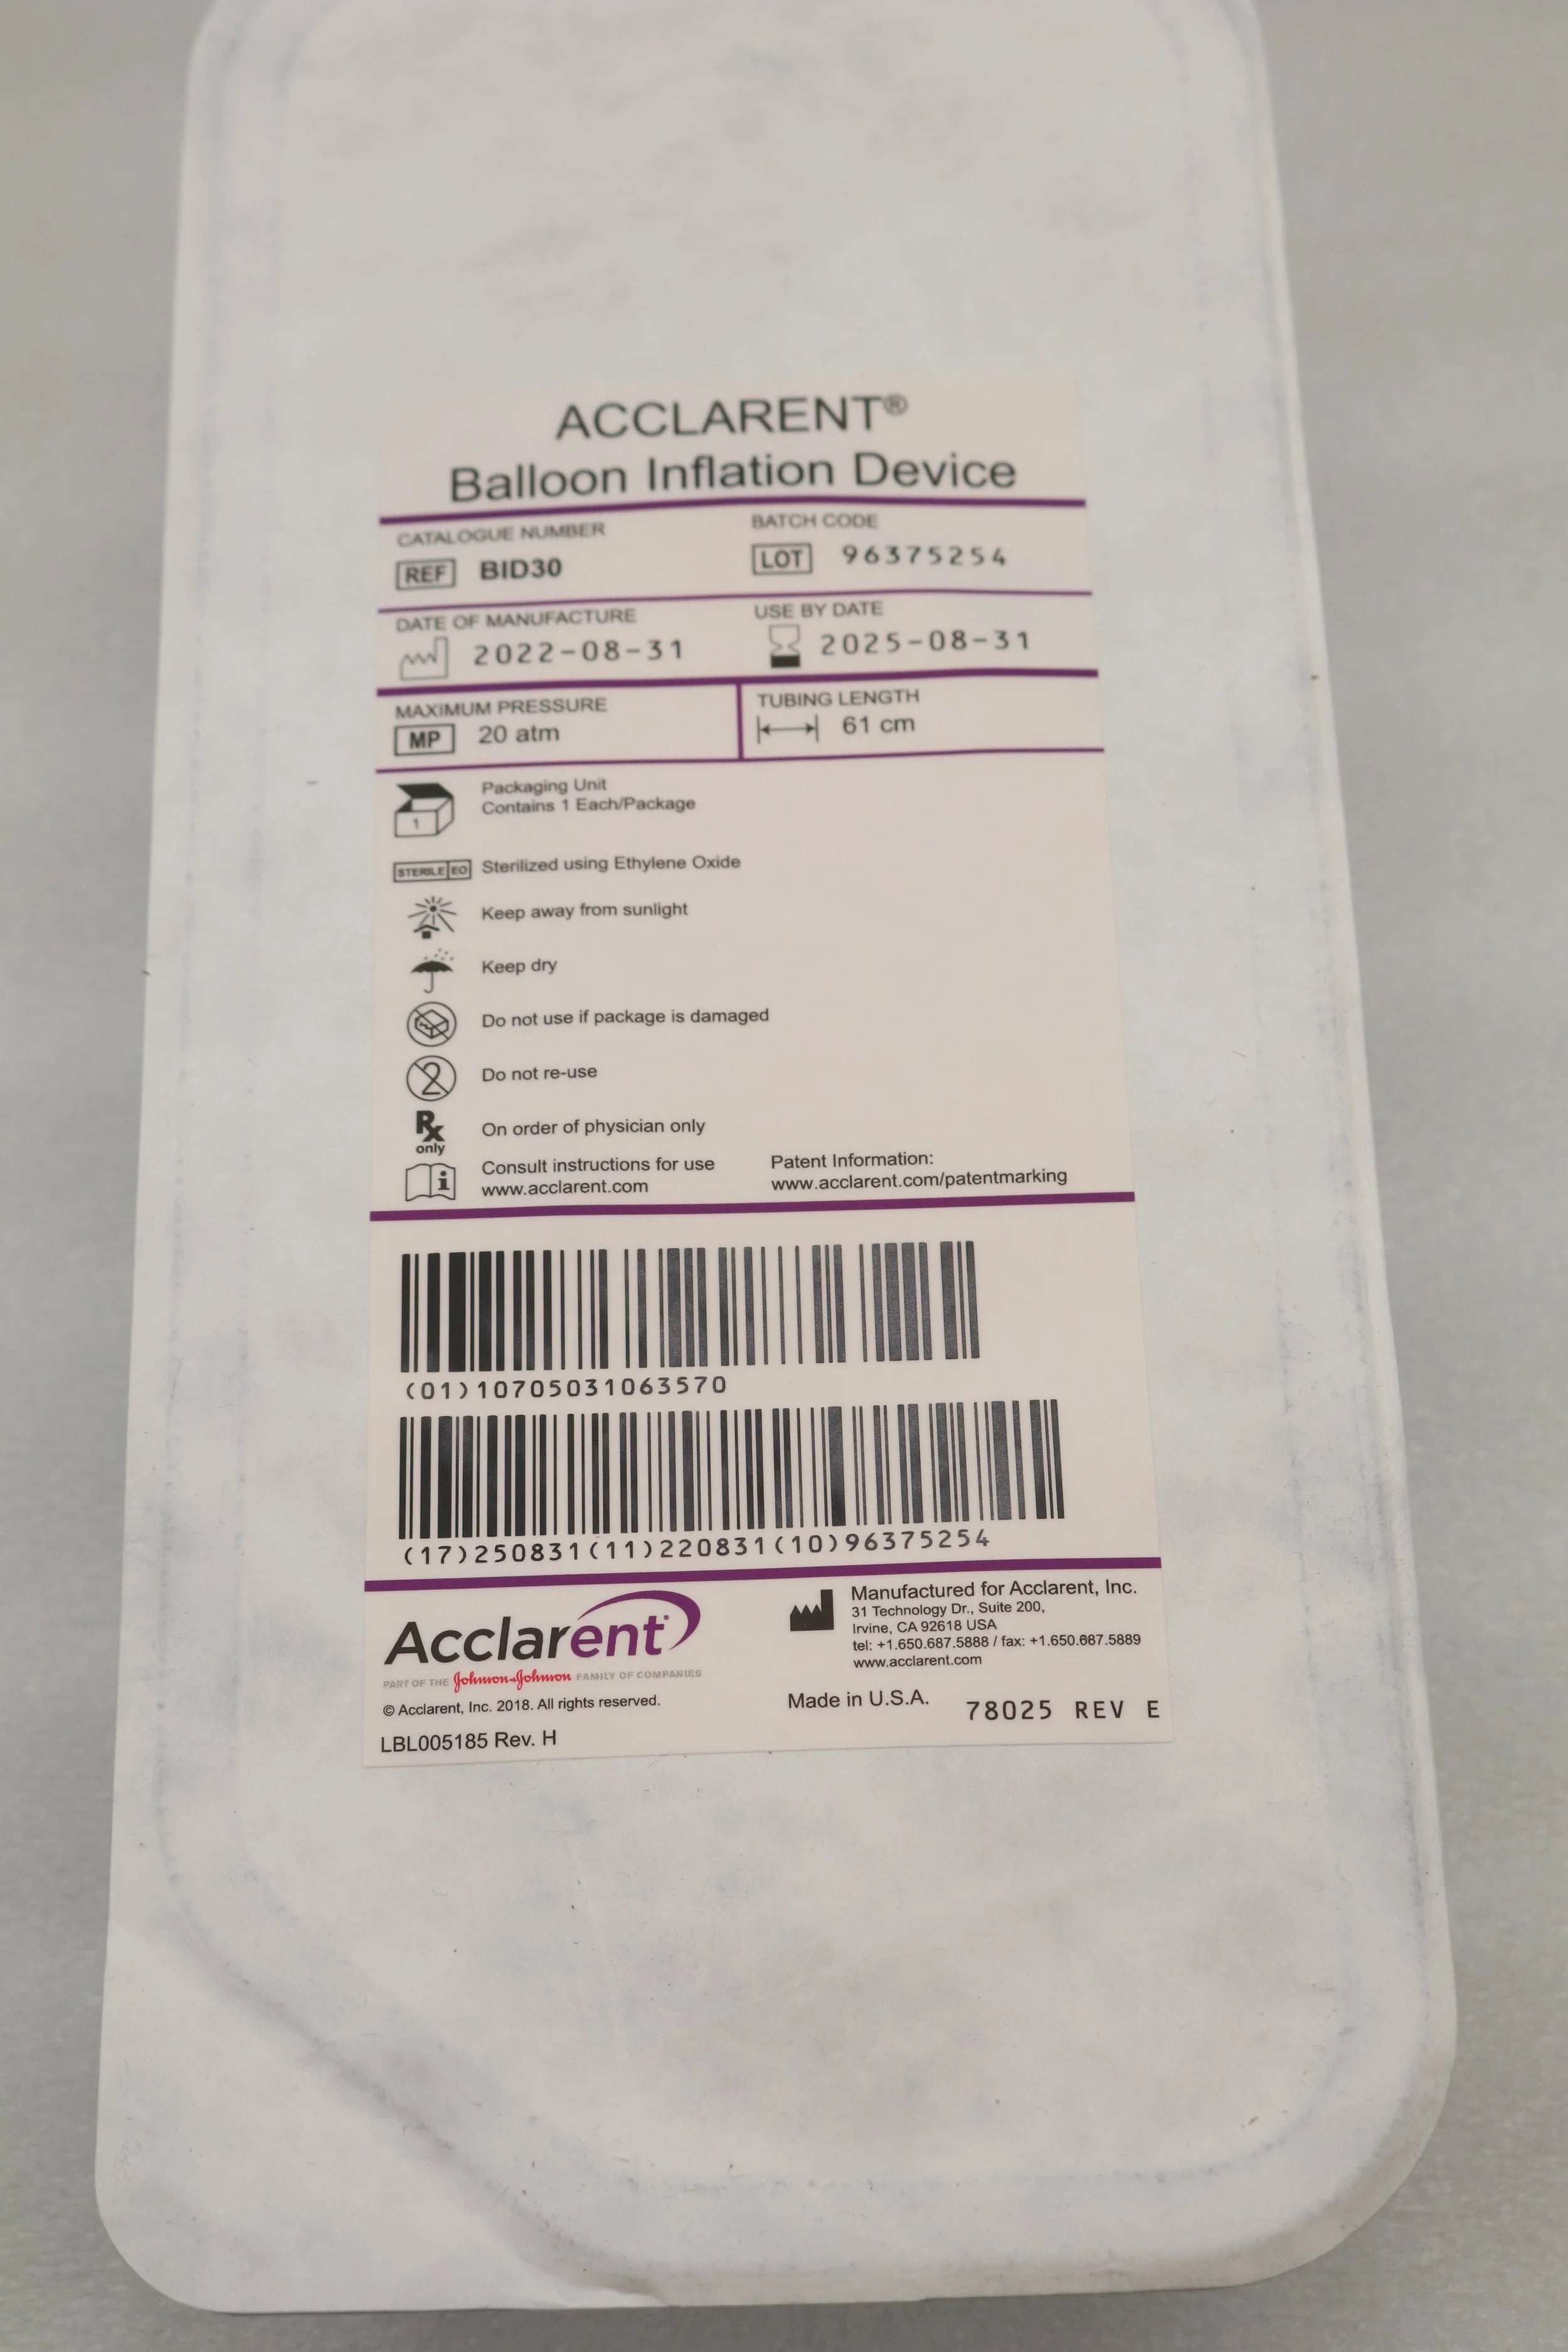 ACCLARENT®
Balloon Inflation Device
CATALOGUE NUMBER
REF BID30
BATCH CODE
LOT 96375254
DATE OF MANUFACTURE
2022-08-31
USE BY DATE
2025-08-31
MAXIMUM PRESSURE
MP 20 atm
TUBING LENGTH
61 cm
1
Packaging Unit
Contains 1 Each/Package
STERILE EO Sterilized using Ethylene Oxide
Keep away from sunlight
Keep dry
Do not use if package is damaged
2 Do not re-use
Rx only
On order of physician only
i
Consult instructions for use
www.acclarent.com
Patent Information:
www.acclarent.com/patentmarking
(01)10705031063570
(17)250831(11)220831(10)96375254
Acclarent®
PART OF THE Johnson & Johnson FAMILY OF COMPANIES
© Acclarent, Inc. 2018. All rights reserved.
LBL005185 Rev. H
Manufactured for Acclarent, Inc.
31 Technology Dr., Suite 200,
Irvine, CA 92618 USA
tel: +1.650.687.5888 / fax: +1.650.687.5889
www.acclarent.com
Made in U.S.A.
78025 REV E